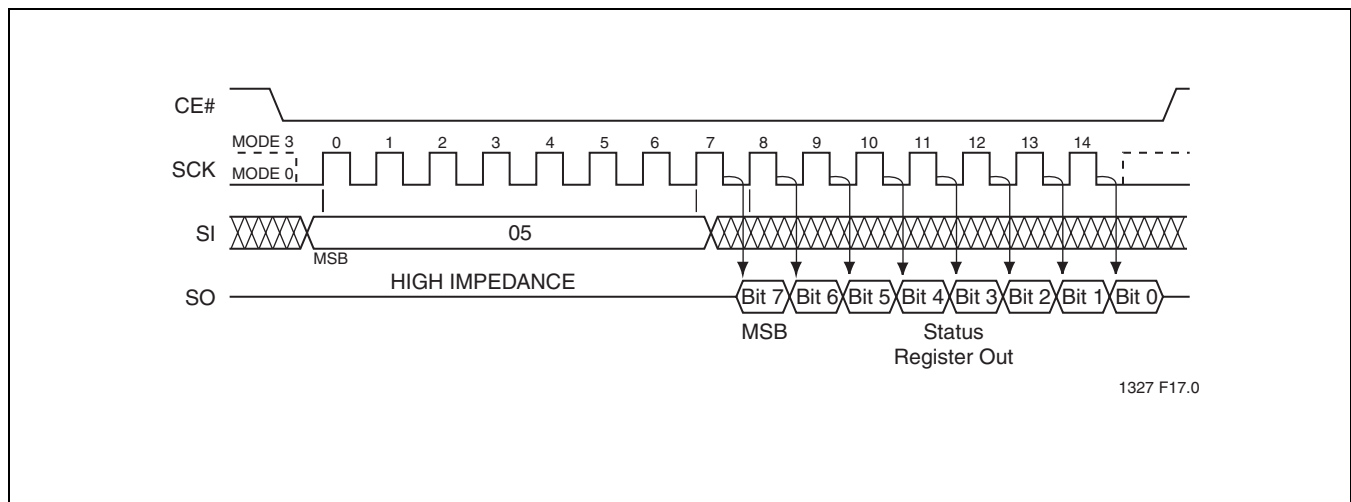 CE#
MODE 3 0 1 2 3 4 5 6 7 8 9 10 11 12 13 14
SCK
MODE 0
SI 05
MSB
HIGH IMPEDANCE
SO Bit 7 Bit 6 Bit 5 Bit 4 Bit 3 Bit 2 Bit 1 Bit 0
MSB Status
Register Out
1327 F17.0